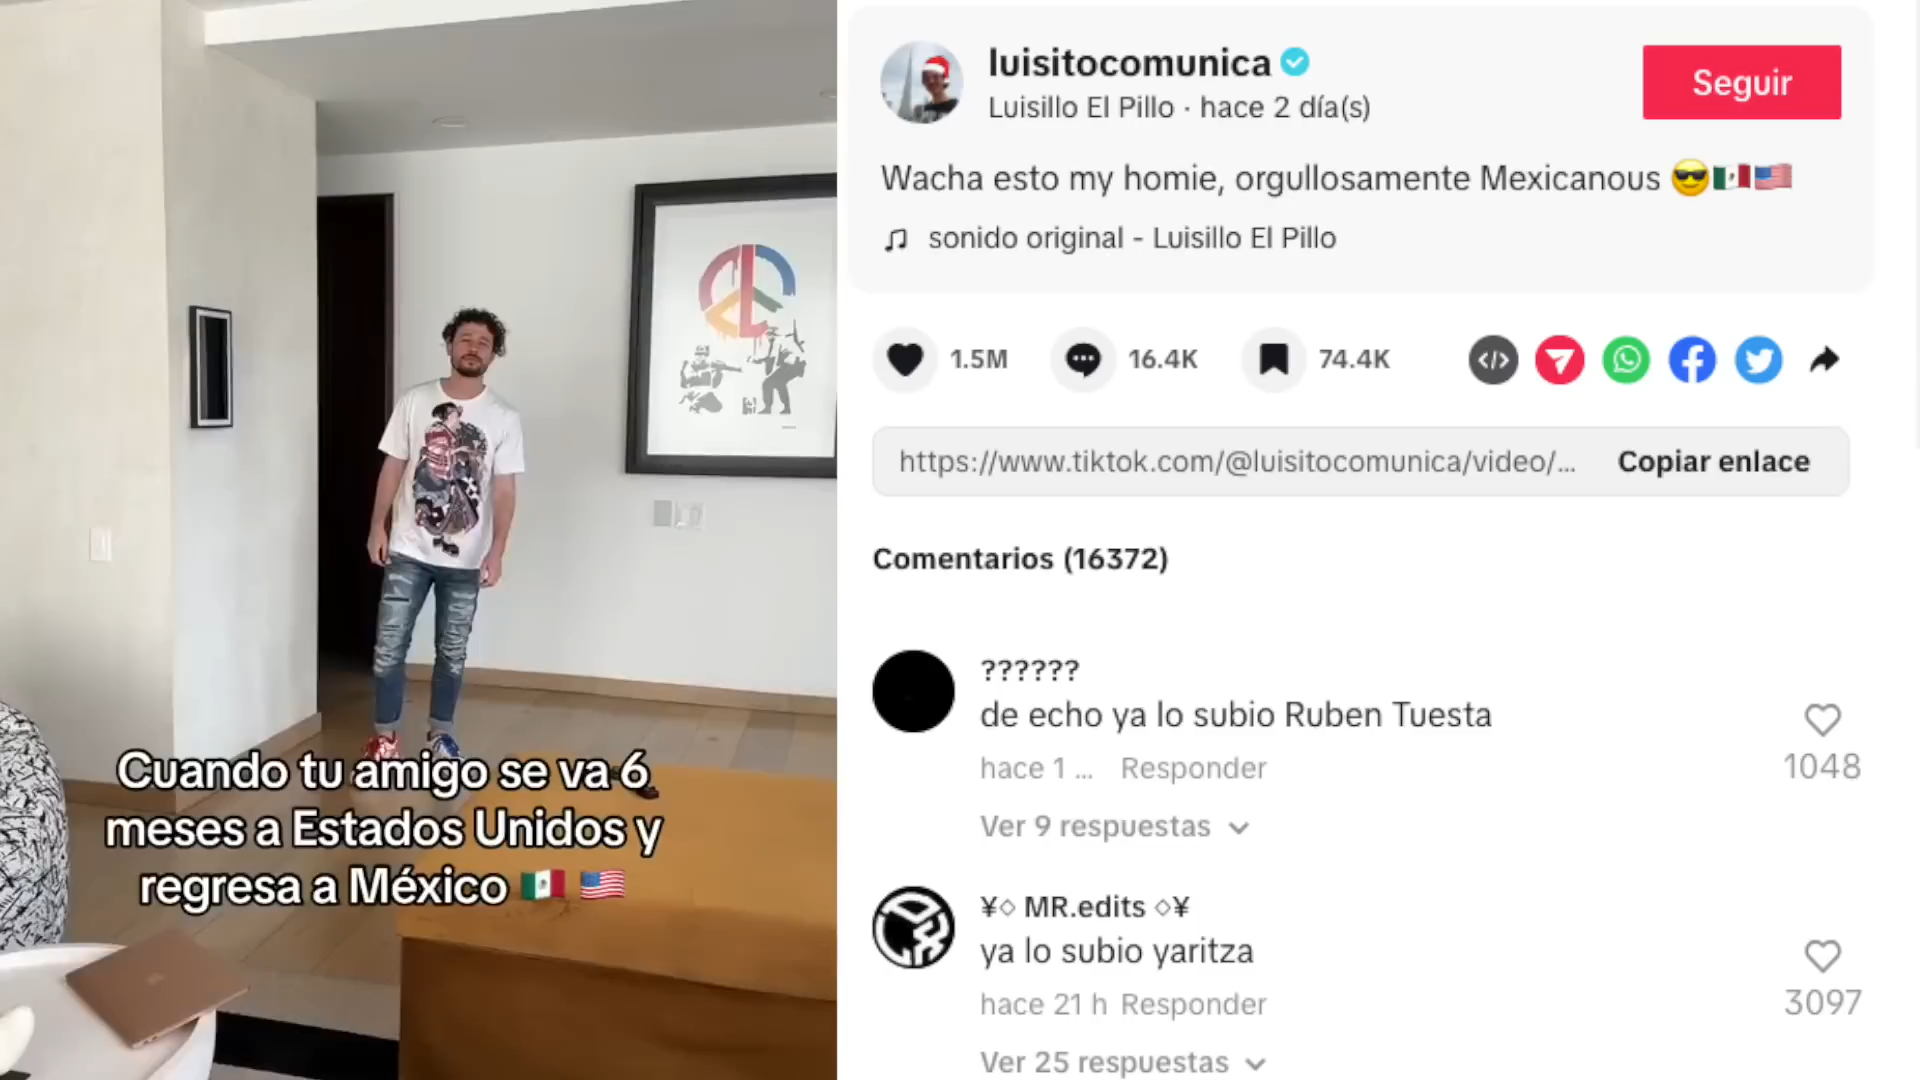 Cuando tu amigo se va 6
meses a Estados Unidos y
regresa a México 🇲🇽 🇺🇸
luisitocomunica
Luisillo El Pillo · hace 2 día(s)
Seguir
Wacha esto my homie, orgullosamente Mexicanous 😎🇲🇽🇺🇸
sonido original - Luisillo El Pillo
1.5M
16.4K
74.4K
https://www.tiktok.com/@luisitocomunica/video/...
Copiar enlace
Comentarios (16372)
??????
de echo ya lo subio Ruben Tuesta
hace 1 ... Responder
1048
Ver 9 respuestas
¥◇ MR.edits ◇¥
ya lo subio yaritza
hace 21 h Responder
3097
Ver 25 respuestas